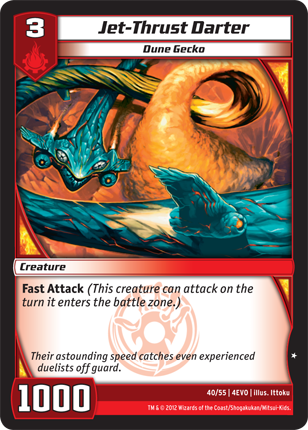 3
Jet-Thrust Darter
Dune Gecko
Creature
Fast Attack (This creature can attack on the
turn it enters the battle zone.)
Their astounding speed catches even experienced
duelists off guard.
1000
40/55 | 4EVO | illus. Ittoku
TM & © 2012 Wizards of the Coast/Shogakukan/Mitsui-Kids.